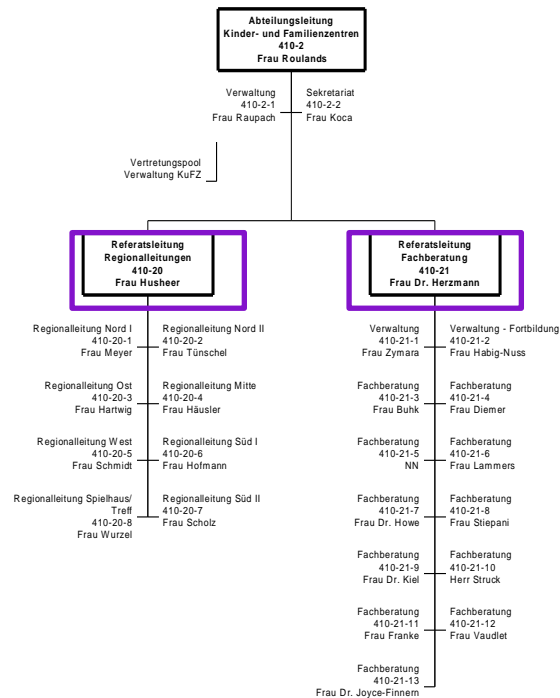 Abteilungsleitung
Kinder- und Familienzentren
410-2
Frau Roulands
Verwaltung
410-2-1
Frau Raupach
Sekretariat
410-2-2
Frau Koca
Vertretungspool
Verwaltung KuFZ
Referatsleitung
Regionalleitungen
410-20
Frau Husheer
Referatsleitung
Fachberatung
410-21
Frau Dr. Herzmann
Regionalleitung Nord I
410-20-1
Frau Meyer
Regionalleitung Nord II
410-20-2
Frau Tünschel
Regionalleitung Ost
410-20-3
Frau Hartwig
Regionalleitung Mitte
410-20-4
Frau Häusler
Regionalleitung West
410-20-5
Frau Schmidt
Regionalleitung Süd I
410-20-6
Frau Hofmann
Regionalleitung Spielhaus/
Treff
410-20-8
Frau Wurzel
Regionalleitung Süd II
410-20-7
Frau Scholz
Verwaltung
410-21-1
Frau Zymara
Verwaltung - Fortbildung
410-21-2
Frau Habig-Nuss
Fachberatung
410-21-3
Frau Buhk
Fachberatung
410-21-4
Frau Diemer
Fachberatung
410-21-5
NN
Fachberatung
410-21-6
Frau Lammers
Fachberatung
410-21-7
Frau Dr. Howe
Fachberatung
410-21-8
Frau Stiepani
Fachberatung
410-21-9
Frau Dr. Kiel
Fachberatung
410-21-10
Herr Struck
Fachberatung
410-21-11
Frau Franke
Fachberatung
410-21-12
Frau Vaudlet
Fachberatung
410-21-13
Frau Dr. Joyce-Finnern